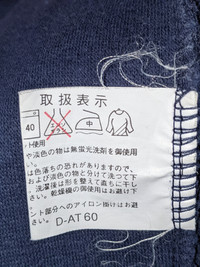 取扱表示
40
中
ト使用
や淡色の物は無蛍光洗剤を御使用
は色落ちの恐れがありますので、
および淡色の物と分けて洗って下
。洗濯後は形を整えて直ちに干し
。乾燥機の御使用はお避け下さい
ント部分へのアイロン掛けはお避け
D-AT60